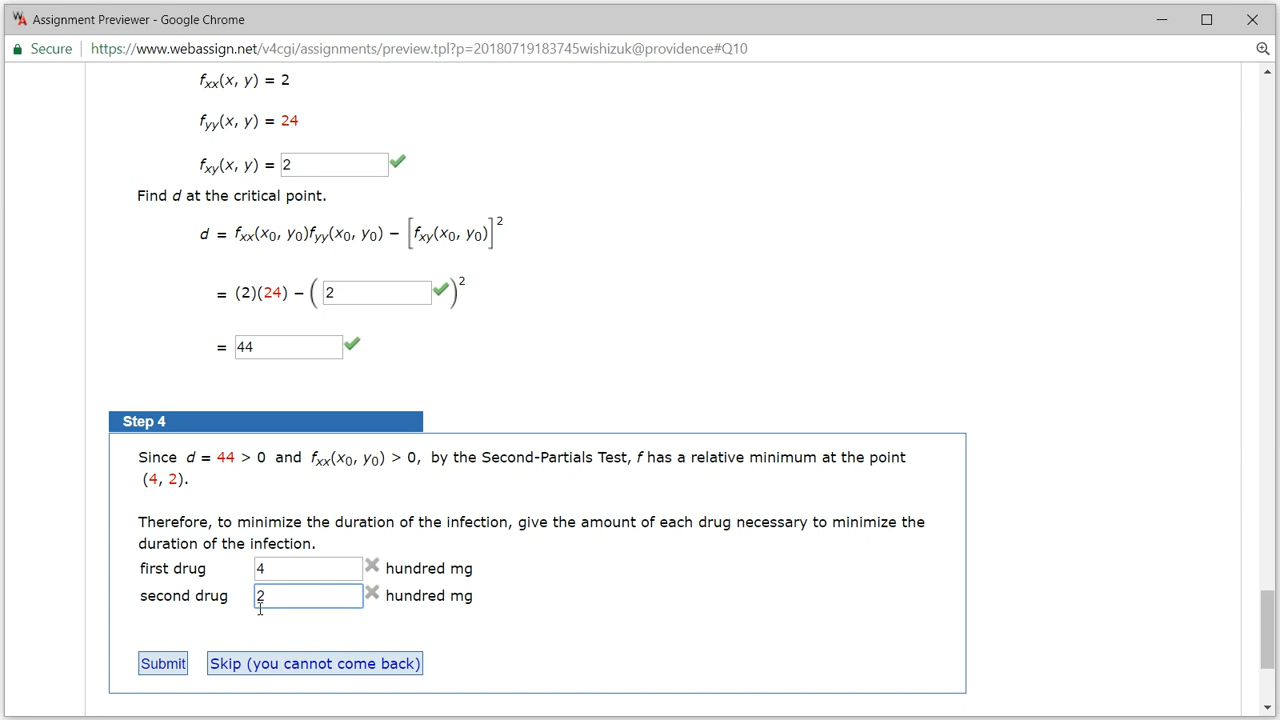 Assignment Previewer - Google Chrome
Secure https://www.webassign.net/v4cgi/assignments/preview.tpl?p=20180719183745wishizuk@providence#Q10
fxx(x, y) = 2
fyy(x, y) = 24
fxy(x, y) = 2
Find d at the critical point.
d = fxx(x0, y0)fyy(x0, y0) − [fxy(x0, y0)]²
= (2)(24) − ( 2 )²
= 44
Step 4
Since d = 44 > 0 and fxx(x0, y0) > 0, by the Second-Partials Test, f has a relative minimum at the point
(4, 2).
Therefore, to minimize the duration of the infection, give the amount of each drug necessary to minimize the
duration of the infection.
first drug 4 hundred mg
second drug 2 hundred mg
Submit Skip (you cannot come back)